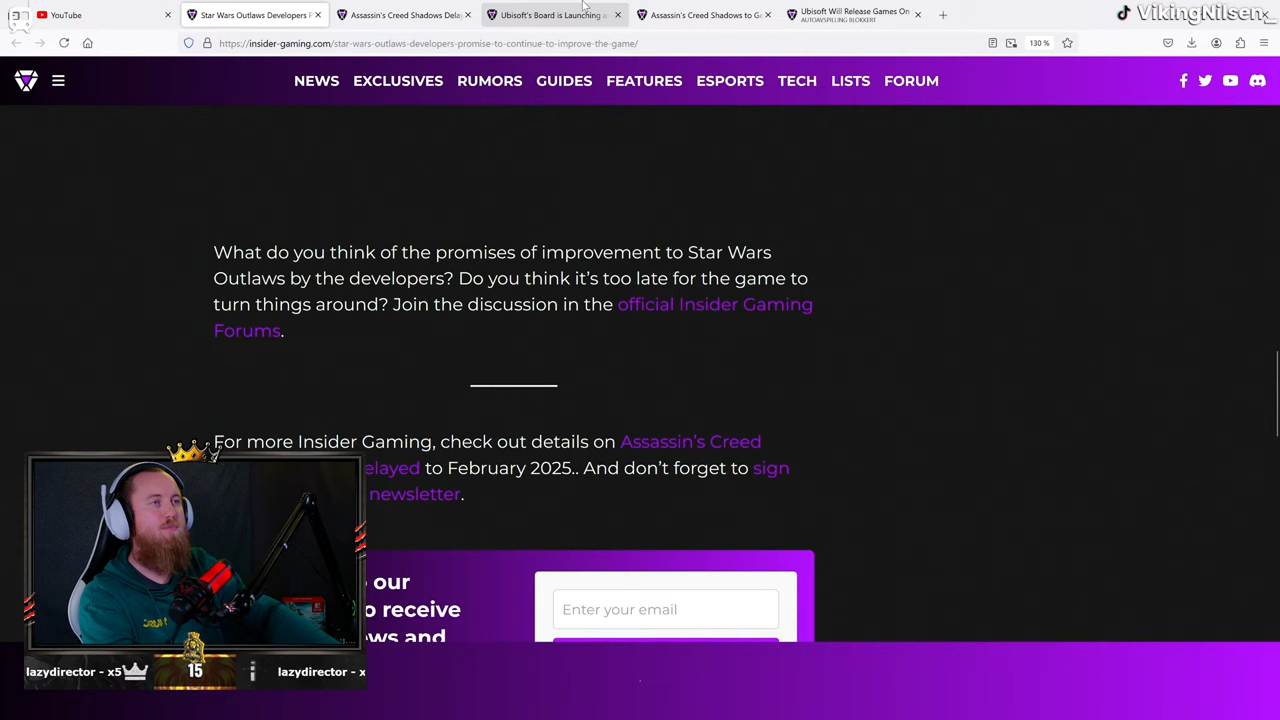 YouTube
Star Wars Outlaws Developers P
Assassin's Creed Shadows Dela
Ubisoft's Board is Launching a
Assassin's Creed Shadows to Ge
Ubisoft Will Release Games On
AUTOAVSPILLING BLOKKERT
VikingNilsen_
https://insider-gaming.com/star-wars-outlaws-developers-promise-to-continue-to-improve-the-game/
130 %
NEWS EXCLUSIVES RUMORS GUIDES FEATURES ESPORTS TECH LISTS FORUM
What do you think of the promises of improvement to Star Wars
Outlaws by the developers? Do you think it's too late for the game to
turn things around? Join the discussion in the official Insider Gaming
Forums.
For more Insider Gaming, check out details on Assassin's Creed
elayed to February 2025.. And don't forget to sign
newsletter.
our
o receive
ws and
Enter your email
lazydirector - x5
15
lazydirector - x